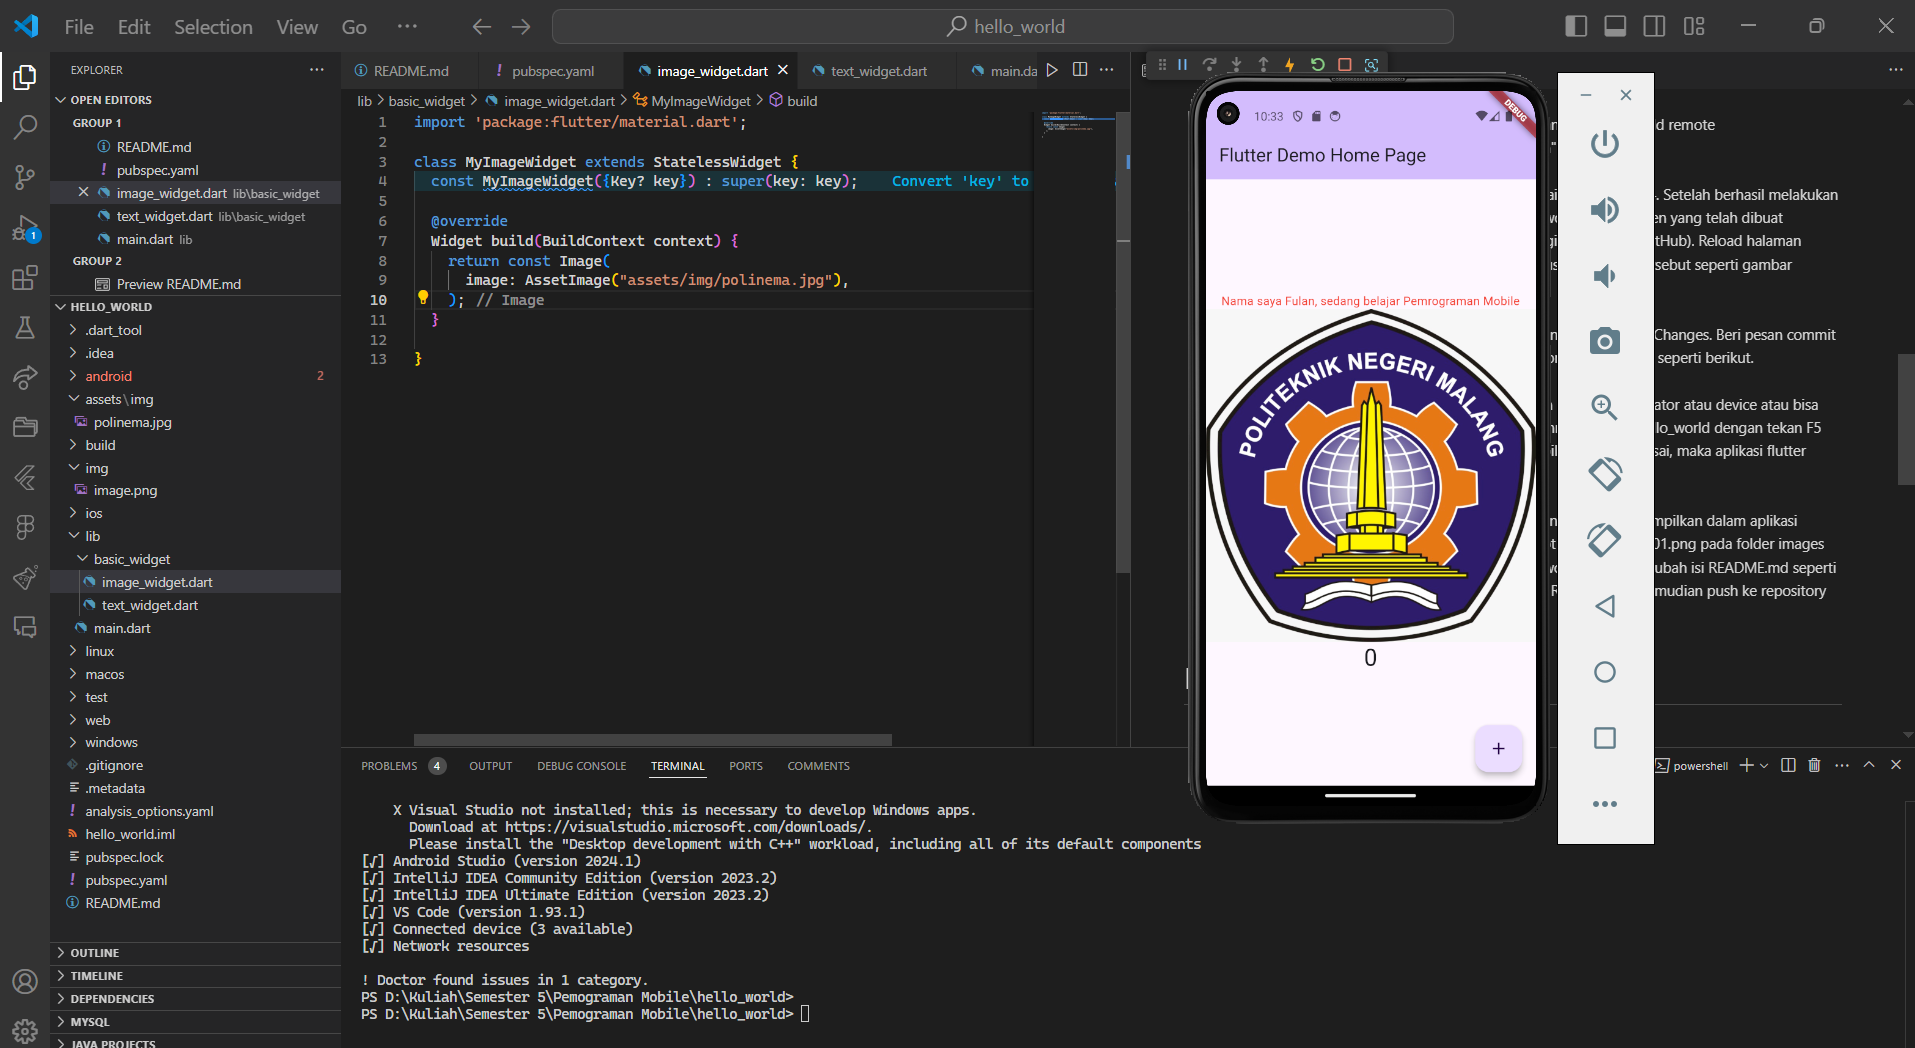 File Edit Selection View Go ···
hello_world
EXPLORER
OPEN EDITORS
GROUP 1
README.md
pubspec.yaml
image_widget.dart lib\basic_widget
text_widget.dart lib\basic_widget
main.dart lib
GROUP 2
Preview README.md
HELLO_WORLD
.dart_tool
.idea
android 2
assets\img
polinema.jpg
build
img
image.png
ios
lib
basic_widget
image_widget.dart
text_widget.dart
main.dart
linux
macos
test
web
windows
.gitignore
.metadata
analysis_options.yaml
hello_world.iml
pubspec.lock
pubspec.yaml
README.md
OUTLINE
TIMELINE
DEPENDENCIES
MYSQL
JAVA PROJECTS
1
README.md pubspec.yaml image_widget.dart text_widget.dart main.da
lib > basic_widget > image_widget.dart > MyImageWidget > build
1 import 'package:flutter/material.dart';
2
3 class MyImageWidget extends StatelessWidget {
4 const MyImageWidget({Key? key}) : super(key: key); Convert 'key' to
5
6 @override
7 Widget build(BuildContext context) {
8 return const Image(
9 image: AssetImage("assets/img/polinema.jpg"),
10 ); // Image
11 }
12
13 }
10:33
DEBUG
Flutter Demo Home Page
Nama saya Fulan, sedang belajar Pemrograman Mobile
POLITEKNIK NEGERI MALANG
0
+
d remote
. Setelah berhasil melakukan
en yang telah dibuat
tHub). Reload halaman
sebut seperti gambar
Changes. Beri pesan commit
seperti berikut.
ator atau device atau bisa
llo_world dengan tekan F5
sai, maka aplikasi flutter
mpilkan dalam aplikasi
01.png pada folder images
ubah isi README.md seperti
mudian push ke repository
PROBLEMS 4 OUTPUT DEBUG CONSOLE TERMINAL PORTS COMMENTS
powershell
X Visual Studio not installed; this is necessary to develop Windows apps.
Download at https://visualstudio.microsoft.com/downloads/.
Please install the "Desktop development with C++" workload, including all of its default components
[√] Android Studio (version 2024.1)
[√] IntelliJ IDEA Community Edition (version 2023.2)
[√] IntelliJ IDEA Ultimate Edition (version 2023.2)
[√] VS Code (version 1.93.1)
[√] Connected device (3 available)
[√] Network resources
! Doctor found issues in 1 category.
PS D:\Kuliah\Semester 5\Pemograman Mobile\hello_world>
PS D:\Kuliah\Semester 5\Pemograman Mobile\hello_world>